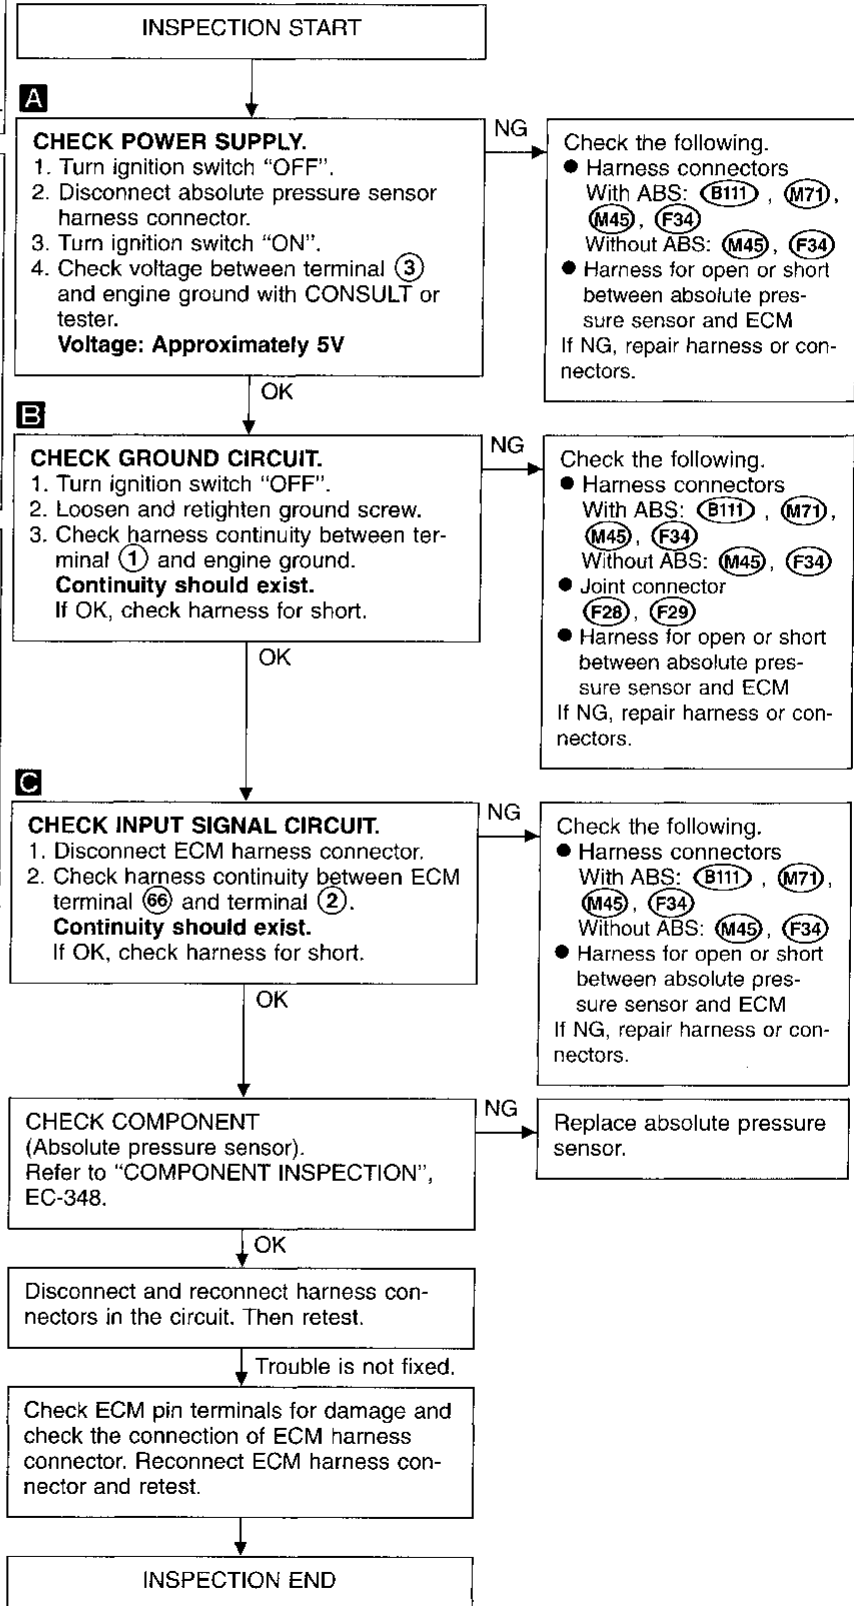 INSPECTION START
A
CHECK POWER SUPPLY.
1. Turn ignition switch “OFF”.
2. Disconnect absolute pressure sensor
harness connector.
3. Turn ignition switch “ON”.
4. Check voltage between terminal ③
and engine ground with CONSULT or
tester.
Voltage: Approximately 5V
NG
Check the following.
● Harness connectors
With ABS: (B111) , (M71),
(M45), (F34)
Without ABS: (M45), (F34)
● Harness for open or short
between absolute pres-
sure sensor and ECM
If NG, repair harness or con-
nectors.
OK
B
CHECK GROUND CIRCUIT.
1. Turn ignition switch “OFF”.
2. Loosen and retighten ground screw.
3. Check harness continuity between ter-
minal ① and engine ground.
Continuity should exist.
If OK, check harness for short.
NG
Check the following.
● Harness connectors
With ABS: (B111) , (M71),
(M45), (F34)
Without ABS: (M45), (F34)
● Joint connector
(F28), (F29)
● Harness for open or short
between absolute pres-
sure sensor and ECM
If NG, repair harness or con-
nectors.
OK
C
CHECK INPUT SIGNAL CIRCUIT.
1. Disconnect ECM harness connector.
2. Check harness continuity between ECM
terminal (66) and terminal ②.
Continuity should exist.
If OK, check harness for short.
NG
Check the following.
● Harness connectors
With ABS: (B111) , (M71),
(M45), (F34)
Without ABS: (M45), (F34)
● Harness for open or short
between absolute pres-
sure sensor and ECM
If NG, repair harness or con-
nectors.
OK
CHECK COMPONENT
(Absolute pressure sensor).
Refer to “COMPONENT INSPECTION”,
EC-348.
NG
Replace absolute pressure
sensor.
OK
Disconnect and reconnect harness con-
nectors in the circuit. Then retest.
Trouble is not fixed.
Check ECM pin terminals for damage and
check the connection of ECM harness
connector. Reconnect ECM harness con-
nector and retest.
INSPECTION END